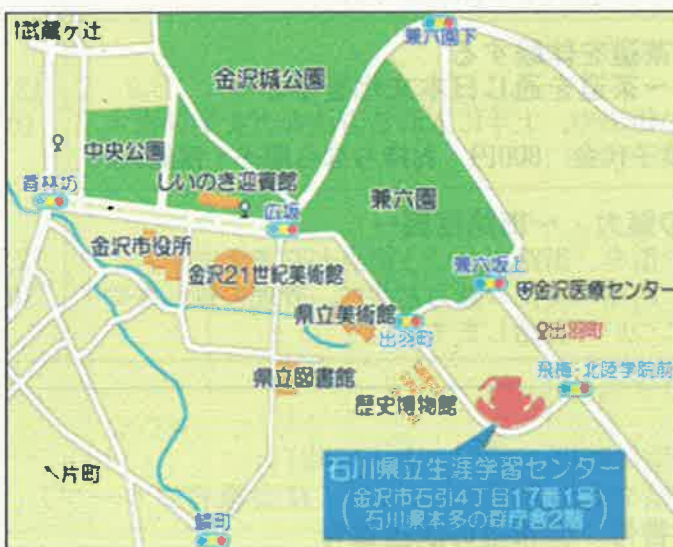 武蔵ヶ辻
兼六園下
金沢城公園
中央公園
しいのき迎賓館
兼六園
香林坊
広坂
金沢市役所
金沢21世紀美術館
兼六坂上
金沢医療センター
県立美術館
出羽町
出羽町
飛梅・北陸学院前
県立図書館
歴史博物館
石川県立生涯学習センター
(金沢市石引4丁目17番1号
石川県本多の森庁舎2階)
片町
幸町